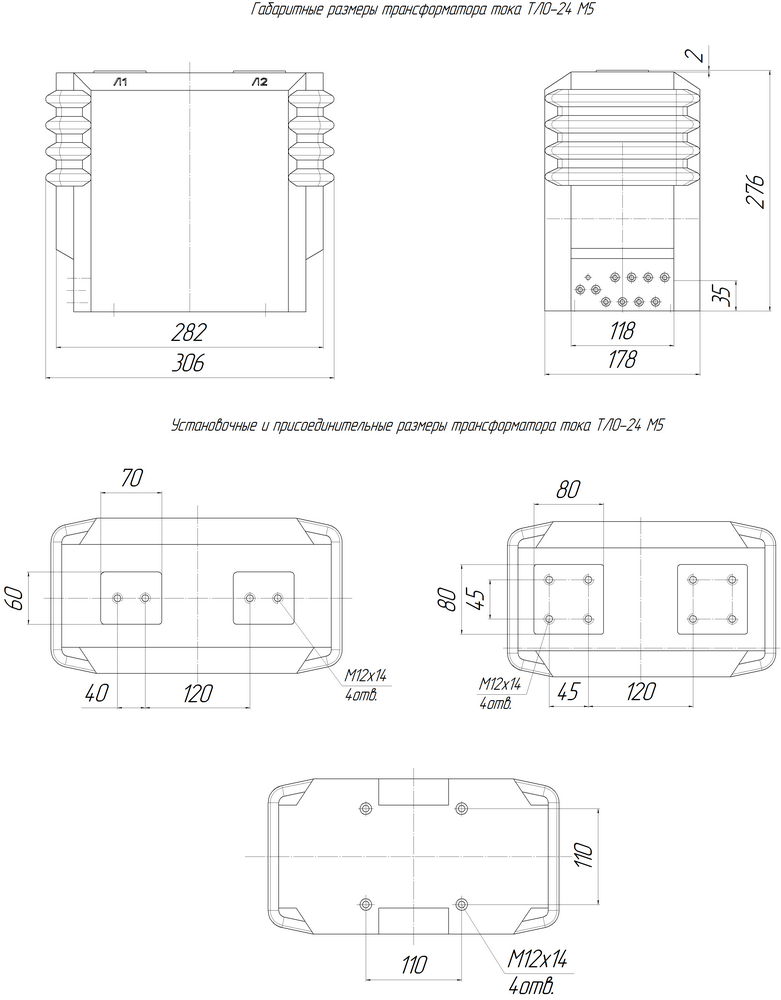 Габаритные размеры трансформатора тока ТЛО-24 М5
Л1
Л2
2
276
35
282
306
118
178
Установочные и присоединительные размеры трансформатора тока ТЛО-24 М5
70
60
40
120
М12х14
4отв.
80
80
45
М12х14
4отв.
45
120
110
110
М12х14
4отв.